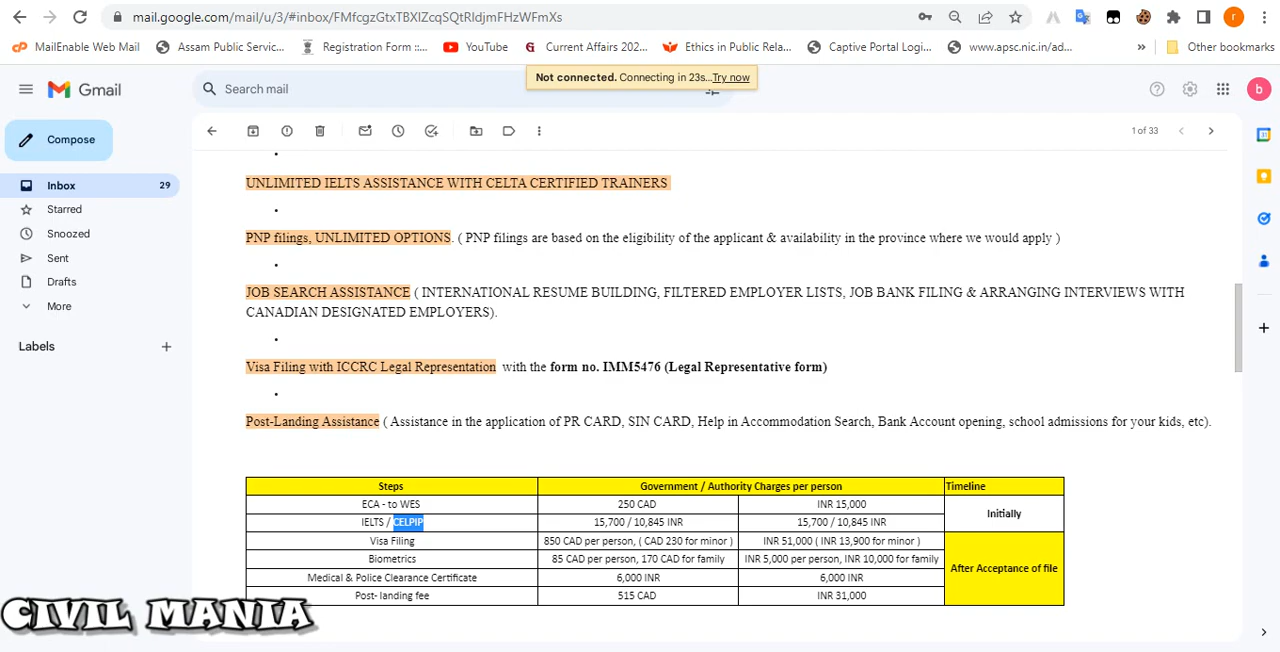 mail.google.com/mail/u/3/#inbox/FMfcgzGtxTBXlZcqSQtRldjmFHzWFmXs
r
MailEnable Web Mail
Assam Public Servic...
Registration Form ::...
YouTube
G
Current Affairs 202...
Ethics in Public Rela...
Captive Portal Logi...
www.apsc.nic.in/ad...
»
Other bookmarks
Not connected. Connecting in 23s... Try now
Gmail
Search mail
b
Compose
1 of 33
Inbox 29
Starred
Snoozed
Sent
Drafts
More
Labels
UNLIMITED IELTS ASSISTANCE WITH CELTA CERTIFIED TRAINERS
PNP filings, UNLIMITED OPTIONS. ( PNP filings are based on the eligibility of the applicant & availability in the province where we would apply )
JOB SEARCH ASSISTANCE ( INTERNATIONAL RESUME BUILDING, FILTERED EMPLOYER LISTS, JOB BANK FILING & ARRANGING INTERVIEWS WITH
CANADIAN DESIGNATED EMPLOYERS).
Visa Filing with ICCRC Legal Representation with the form no. IMM5476 (Legal Representative form)
Post-Landing Assistance ( Assistance in the application of PR CARD, SIN CARD, Help in Accommodation Search, Bank Account opening, school admissions for your kids, etc).
Steps Government / Authority Charges per person Timeline
ECA - to WES 250 CAD INR 15,000
Initially
IELTS / CELPIP 15,700 / 10,845 INR 15,700 / 10,845 INR
Visa Filing 850 CAD per person, ( CAD 230 for minor ) INR 51,000 ( INR 13,900 for minor )
Biometrics 85 CAD per person, 170 CAD for family INR 5,000 per person, INR 10,000 for family
After Acceptance of file
Medical & Police Clearance Certificate 6,000 INR 6,000 INR
Post- landing fee 515 CAD INR 31,000
CIVIL MANIA